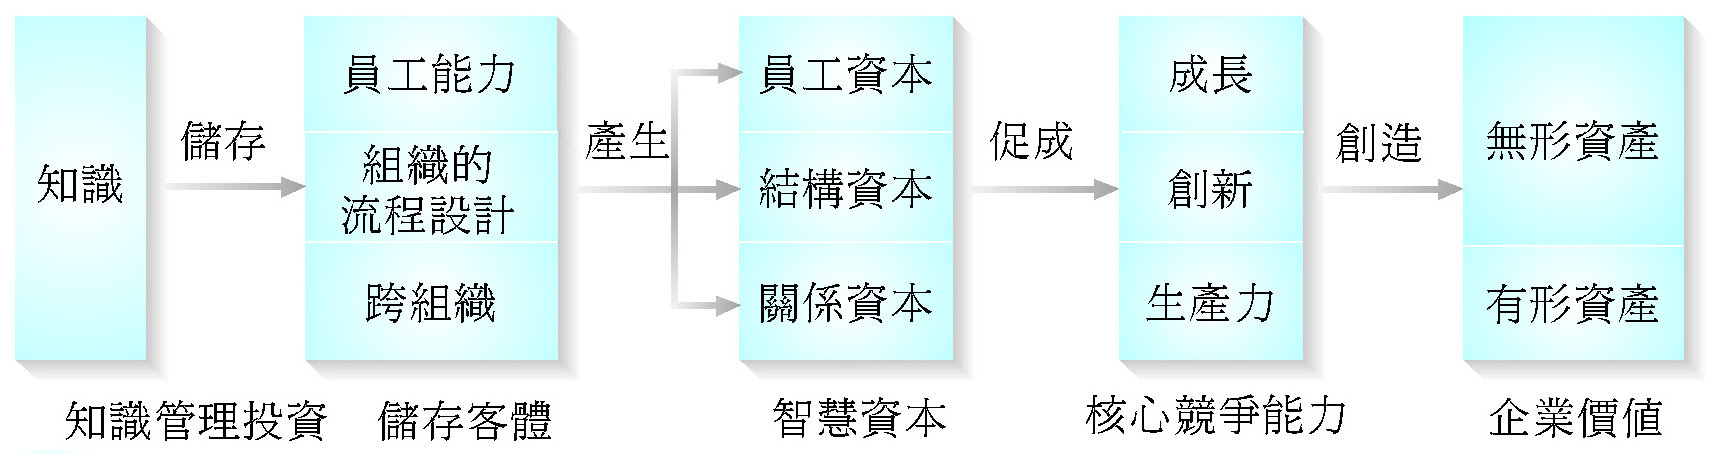 知識
儲存
員工能力
組織的
流程設計
跨組織
產生
員工資本
結構資本
關係資本
促成
成長
創新
生產力
創造
無形資產
有形資產
知識管理投資
儲存客體
智慧資本
核心競爭能力
企業價值